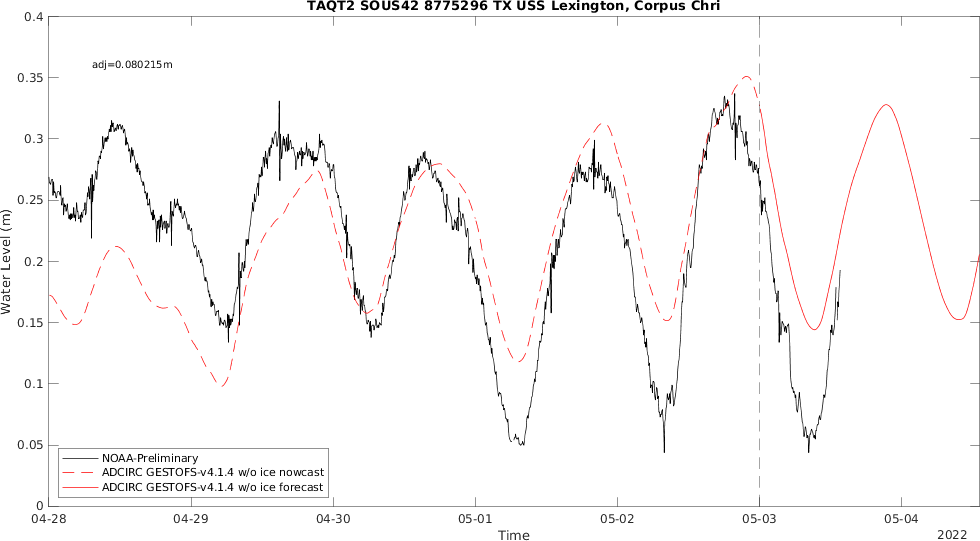 TAQT2 SOUS42 8775296 TX USS Lexington, Corpus Chri
0.4
0.35
0.3
0.25
0.2
0.15
0.1
0.05
0
Water Level (m)
adj=0.080215m
NOAA-Preliminary
ADCIRC GESTOFS-v4.1.4 w/o ice nowcast
ADCIRC GESTOFS-v4.1.4 w/o ice forecast
04-28 04-29 04-30 05-01 05-02 05-03 05-04
Time
2022